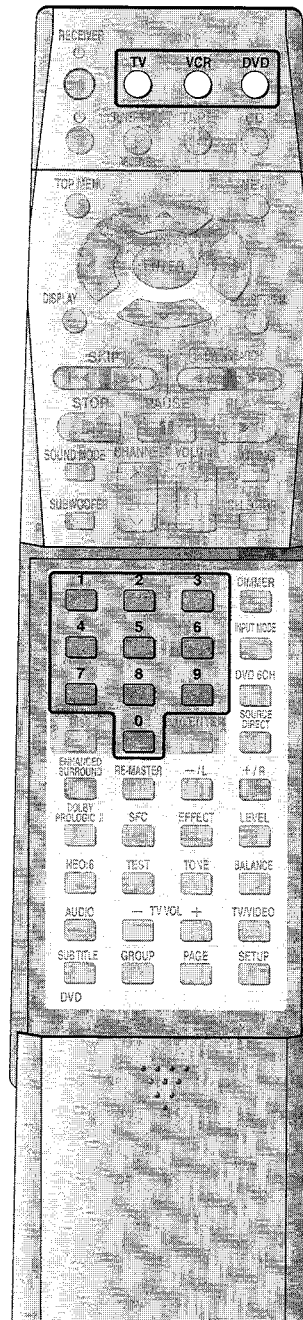 RECEIVER
TV VCR DVD
TOP MENU
ENTER
DISPLAY
SKIP
STOP PAUSE
SOUND MODE CHANNEL
SUBWOOFER
1 2 3 DIMMER
4 5 6 INPUT MODE
7 8 9 DVD 6CH
0 SOURCE
DIRECT
ENHANCED
SURROUND RE-MASTER −/L +/R
DOLBY
PROLOGIC II SFC EFFECT LEVEL
NEO:6 TEST TONE BALANCE
AUDIO − TV VOL + TV/VIDEO
SUBTITLE GROUP PAGE SETUP
DVD